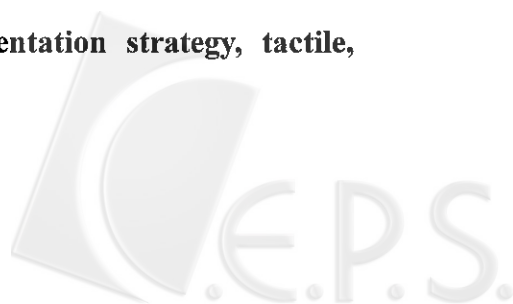 entation strategy, tactile,
C.E.P.S.